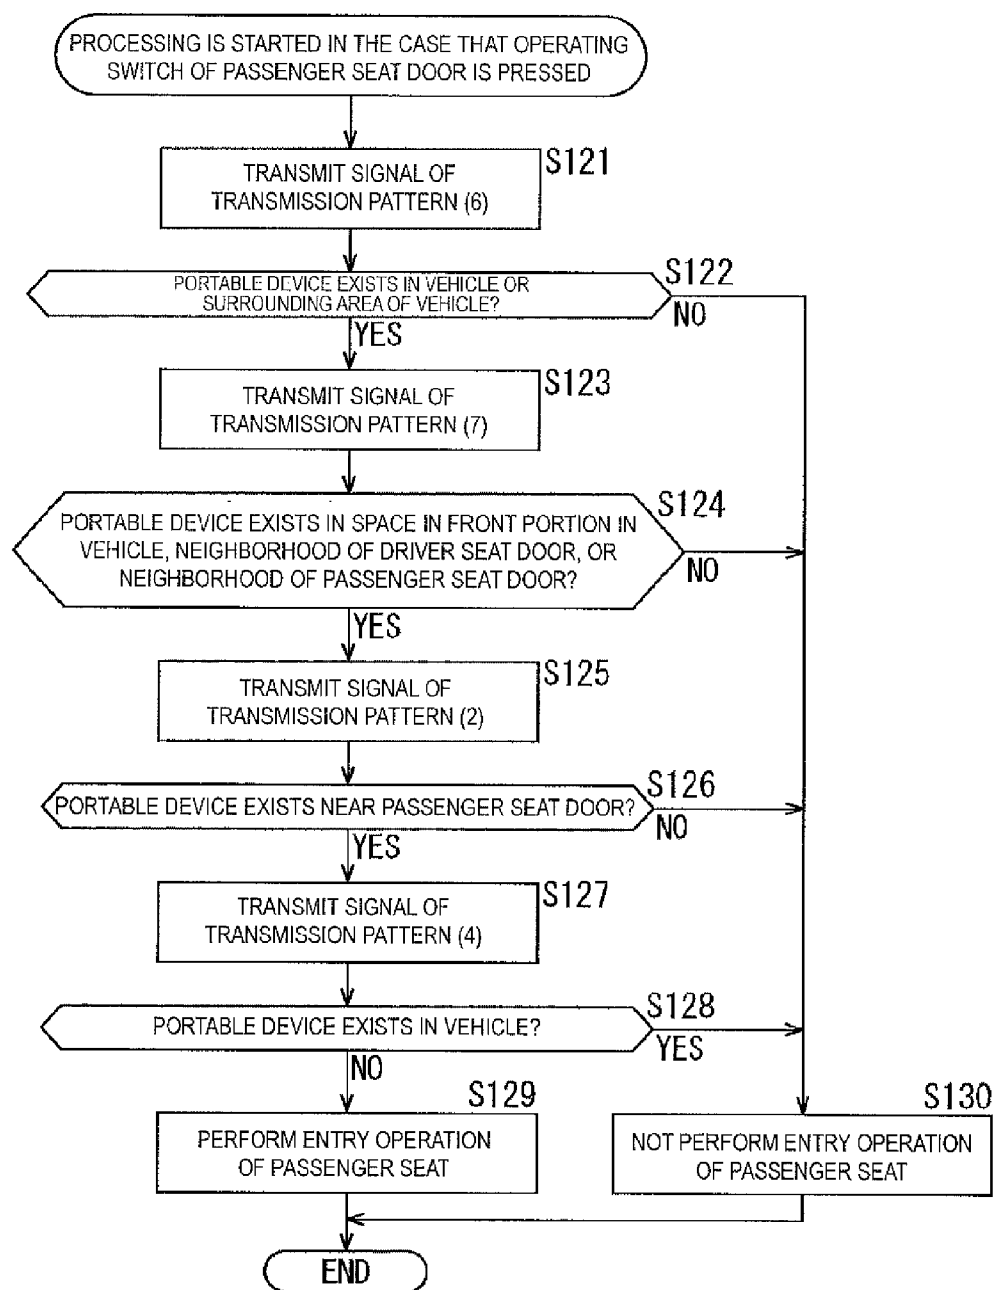 PROCESSING IS STARTED IN THE CASE THAT OPERATING
SWITCH OF PASSENGER SEAT DOOR IS PRESSED
S121
TRANSMIT SIGNAL OF
TRANSMISSION PATTERN (6)
S122
PORTABLE DEVICE EXISTS IN VEHICLE OR
SURROUNDING AREA OF VEHICLE?
NO
YES
S123
TRANSMIT SIGNAL OF
TRANSMISSION PATTERN (7)
S124
PORTABLE DEVICE EXISTS IN SPACE IN FRONT PORTION IN
VEHICLE, NEIGHBORHOOD OF DRIVER SEAT DOOR, OR
NEIGHBORHOOD OF PASSENGER SEAT DOOR?
NO
YES
S125
TRANSMIT SIGNAL OF
TRANSMISSION PATTERN (2)
S126
PORTABLE DEVICE EXISTS NEAR PASSENGER SEAT DOOR?
NO
YES
S127
TRANSMIT SIGNAL OF
TRANSMISSION PATTERN (4)
S128
PORTABLE DEVICE EXISTS IN VEHICLE?
YES
NO
S129
PERFORM ENTRY OPERATION
OF PASSENGER SEAT
S130
NOT PERFORM ENTRY OPERATION
OF PASSENGER SEAT
END